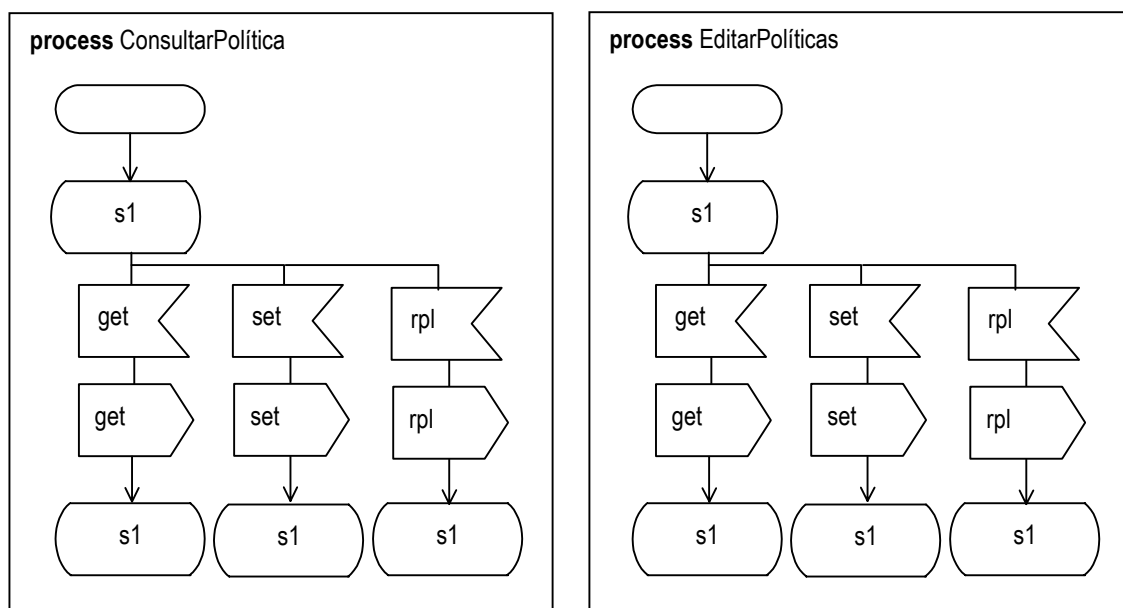 process ConsultarPolítica
s1
get set rpl
get set rpl
s1 s1 s1
process EditarPolíticas
s1
get set rpl
get set rpl
s1 s1 s1